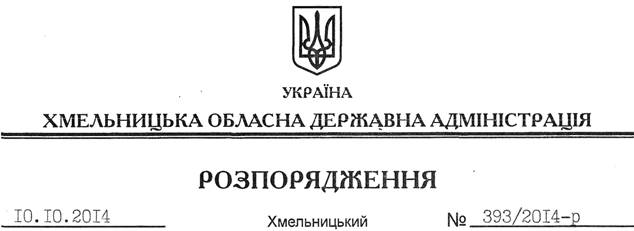 УКРАЇНА
ХМЕЛЬНИЦЬКА ОБЛАСНА ДЕРЖАВНА АДМІНІСТРАЦІЯ
РОЗПОРЯДЖЕННЯ
10.10.2014 Хмельницький № 393/2014-р